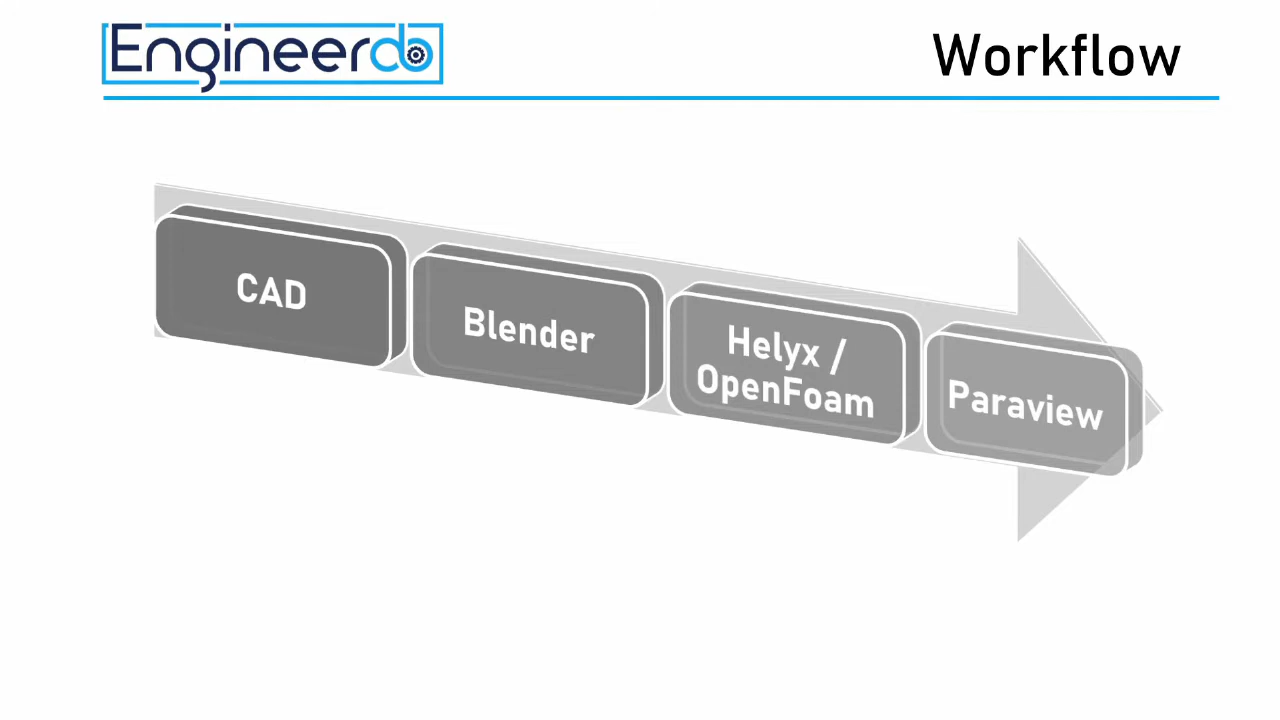 Engineerdo
Workflow
CAD
Blender
Helyx /
OpenFoam
Paraview